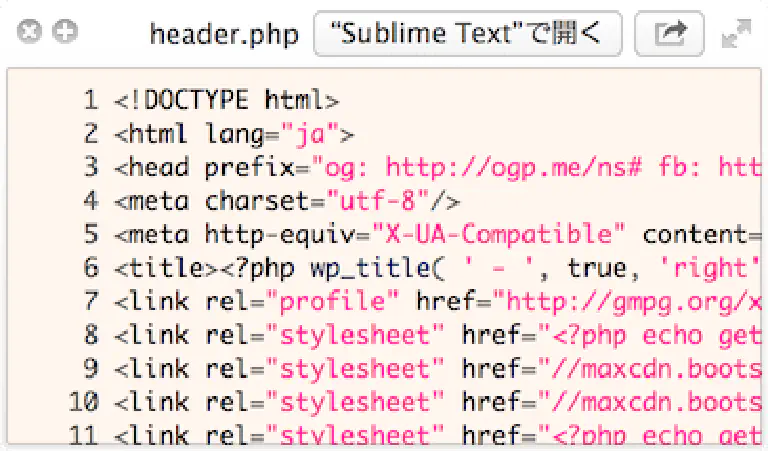 header.php “Sublime Text”で開く
1 <!DOCTYPE html>
2 <html lang="ja">
3 <head prefix="og: http://ogp.me/ns# fb: htt
4 <meta charset="utf-8"/>
5 <meta http-equiv="X-UA-Compatible" content=
6 <title><?php wp_title( ' - ', true, 'right'
7 <link rel="profile" href="http://gmpg.org/x
8 <link rel="stylesheet" href="<?php echo get
9 <link rel="stylesheet" href="//maxcdn.boots
10 <link rel="stylesheet" href="//maxcdn.boots
11 <link rel="stylesheet" href="<?php echo get